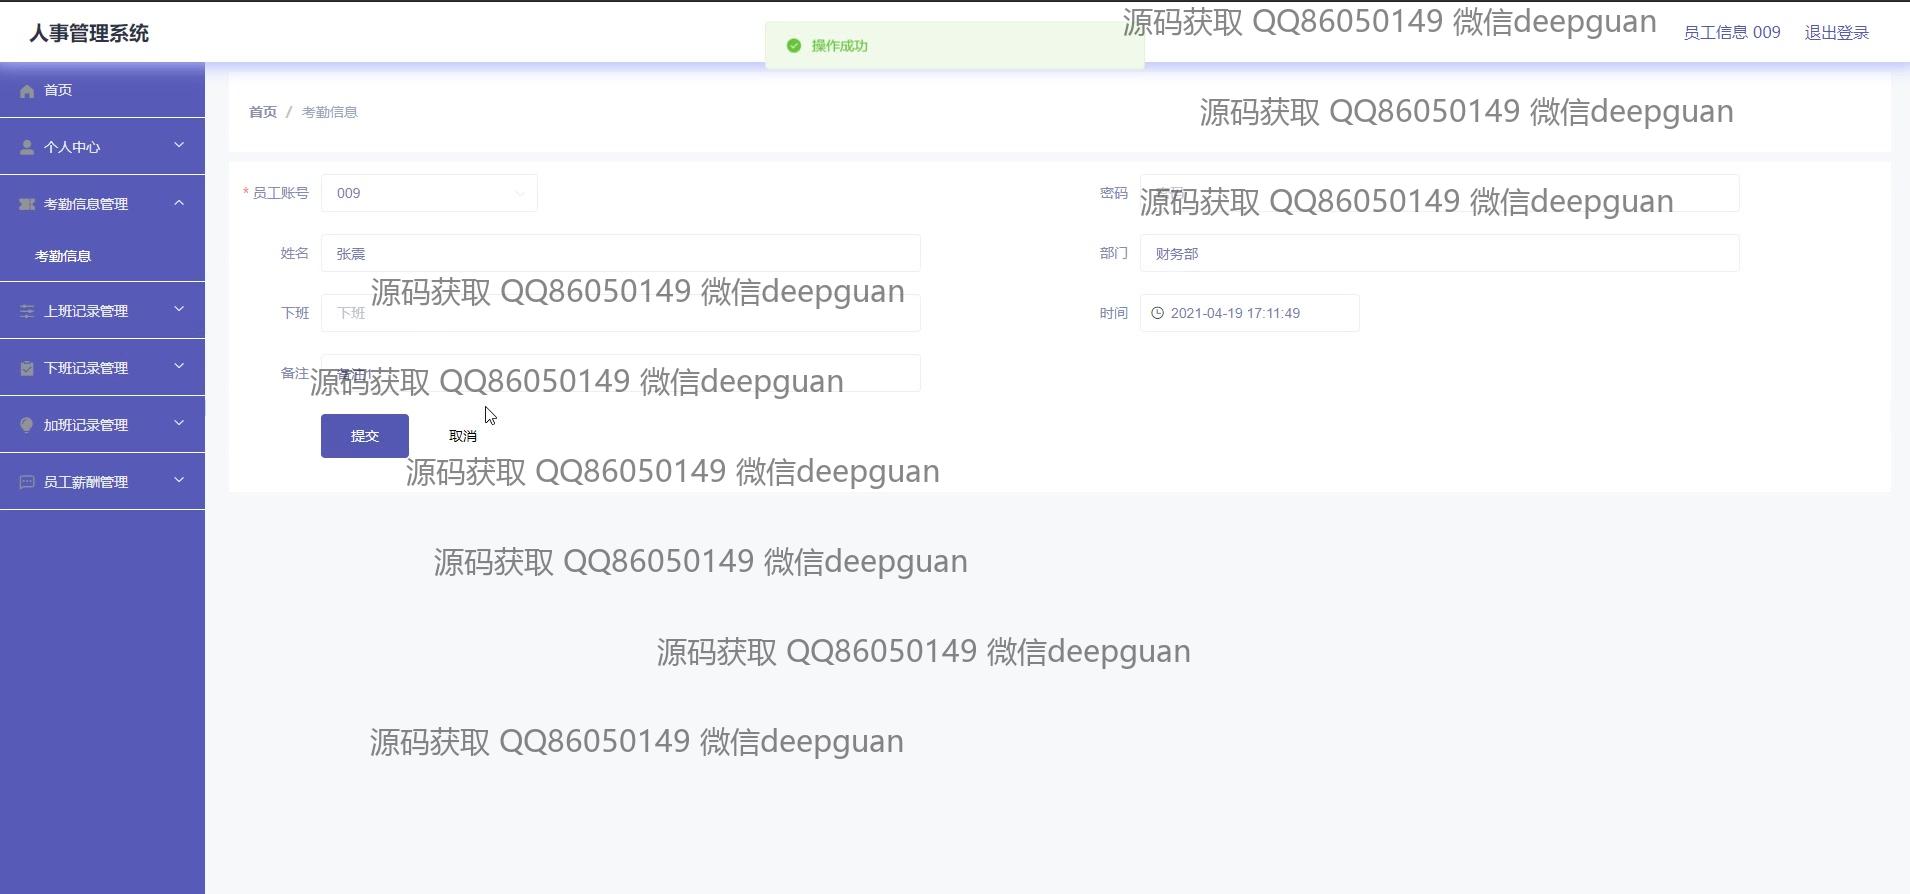 人事管理系统
操作成功
源码获取 QQ86050149 微信deepguan
员工信息 009
退出登录
首页
个人中心
考勤信息管理
考勤信息
上班记录管理
下班记录管理
加班记录管理
员工薪酬管理
首页 / 考勤信息
源码获取 QQ86050149 微信deepguan
* 员工账号 009
密码
源码获取 QQ86050149 微信deepguan
姓名 张震
部门 财务部
源码获取 QQ86050149 微信deepguan
下班 下班
时间 2021-04-19 17:11:49
备注
源码获取 QQ86050149 微信deepguan
提交 取消
源码获取 QQ86050149 微信deepguan
源码获取 QQ86050149 微信deepguan
源码获取 QQ86050149 微信deepguan
源码获取 QQ86050149 微信deepguan